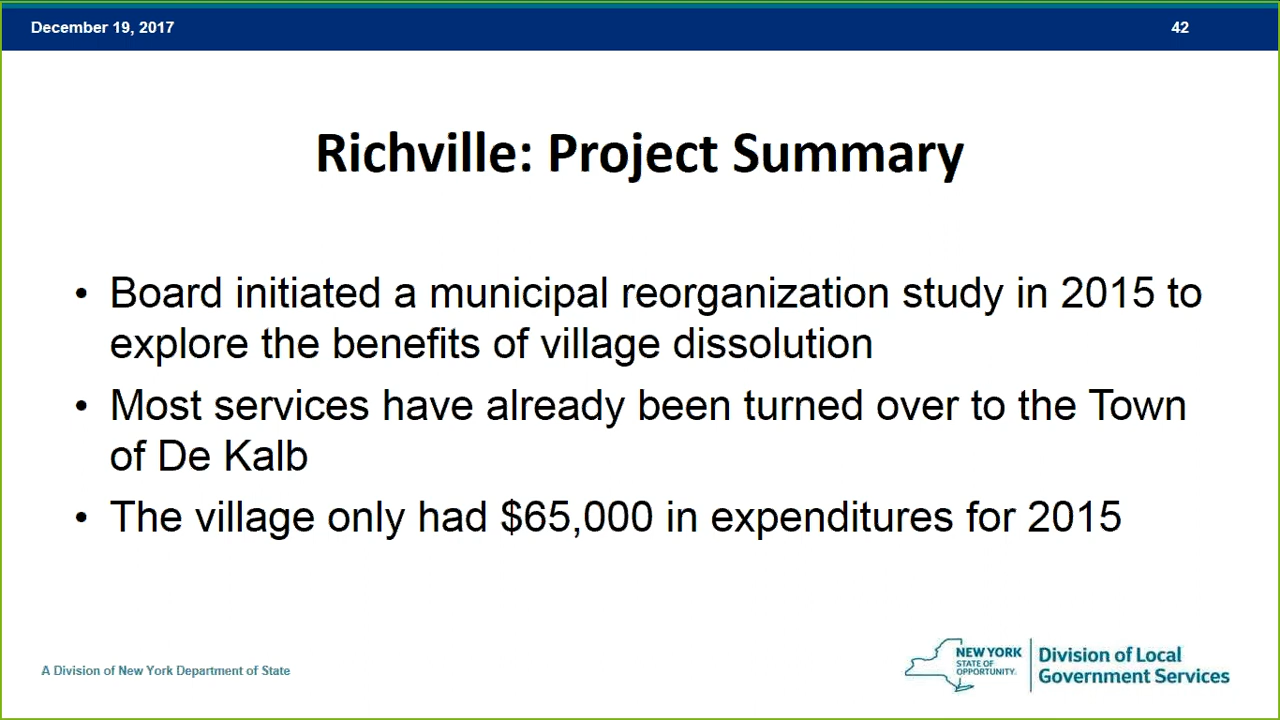 December 19, 2017
42
Richville: Project Summary
• Board initiated a municipal reorganization study in 2015 to
explore the benefits of village dissolution
• Most services have already been turned over to the Town
of De Kalb
• The village only had $65,000 in expenditures for 2015
A Division of New York Department of State
NEW YORK
STATE OF
OPPORTUNITY.
Division of Local
Government Services